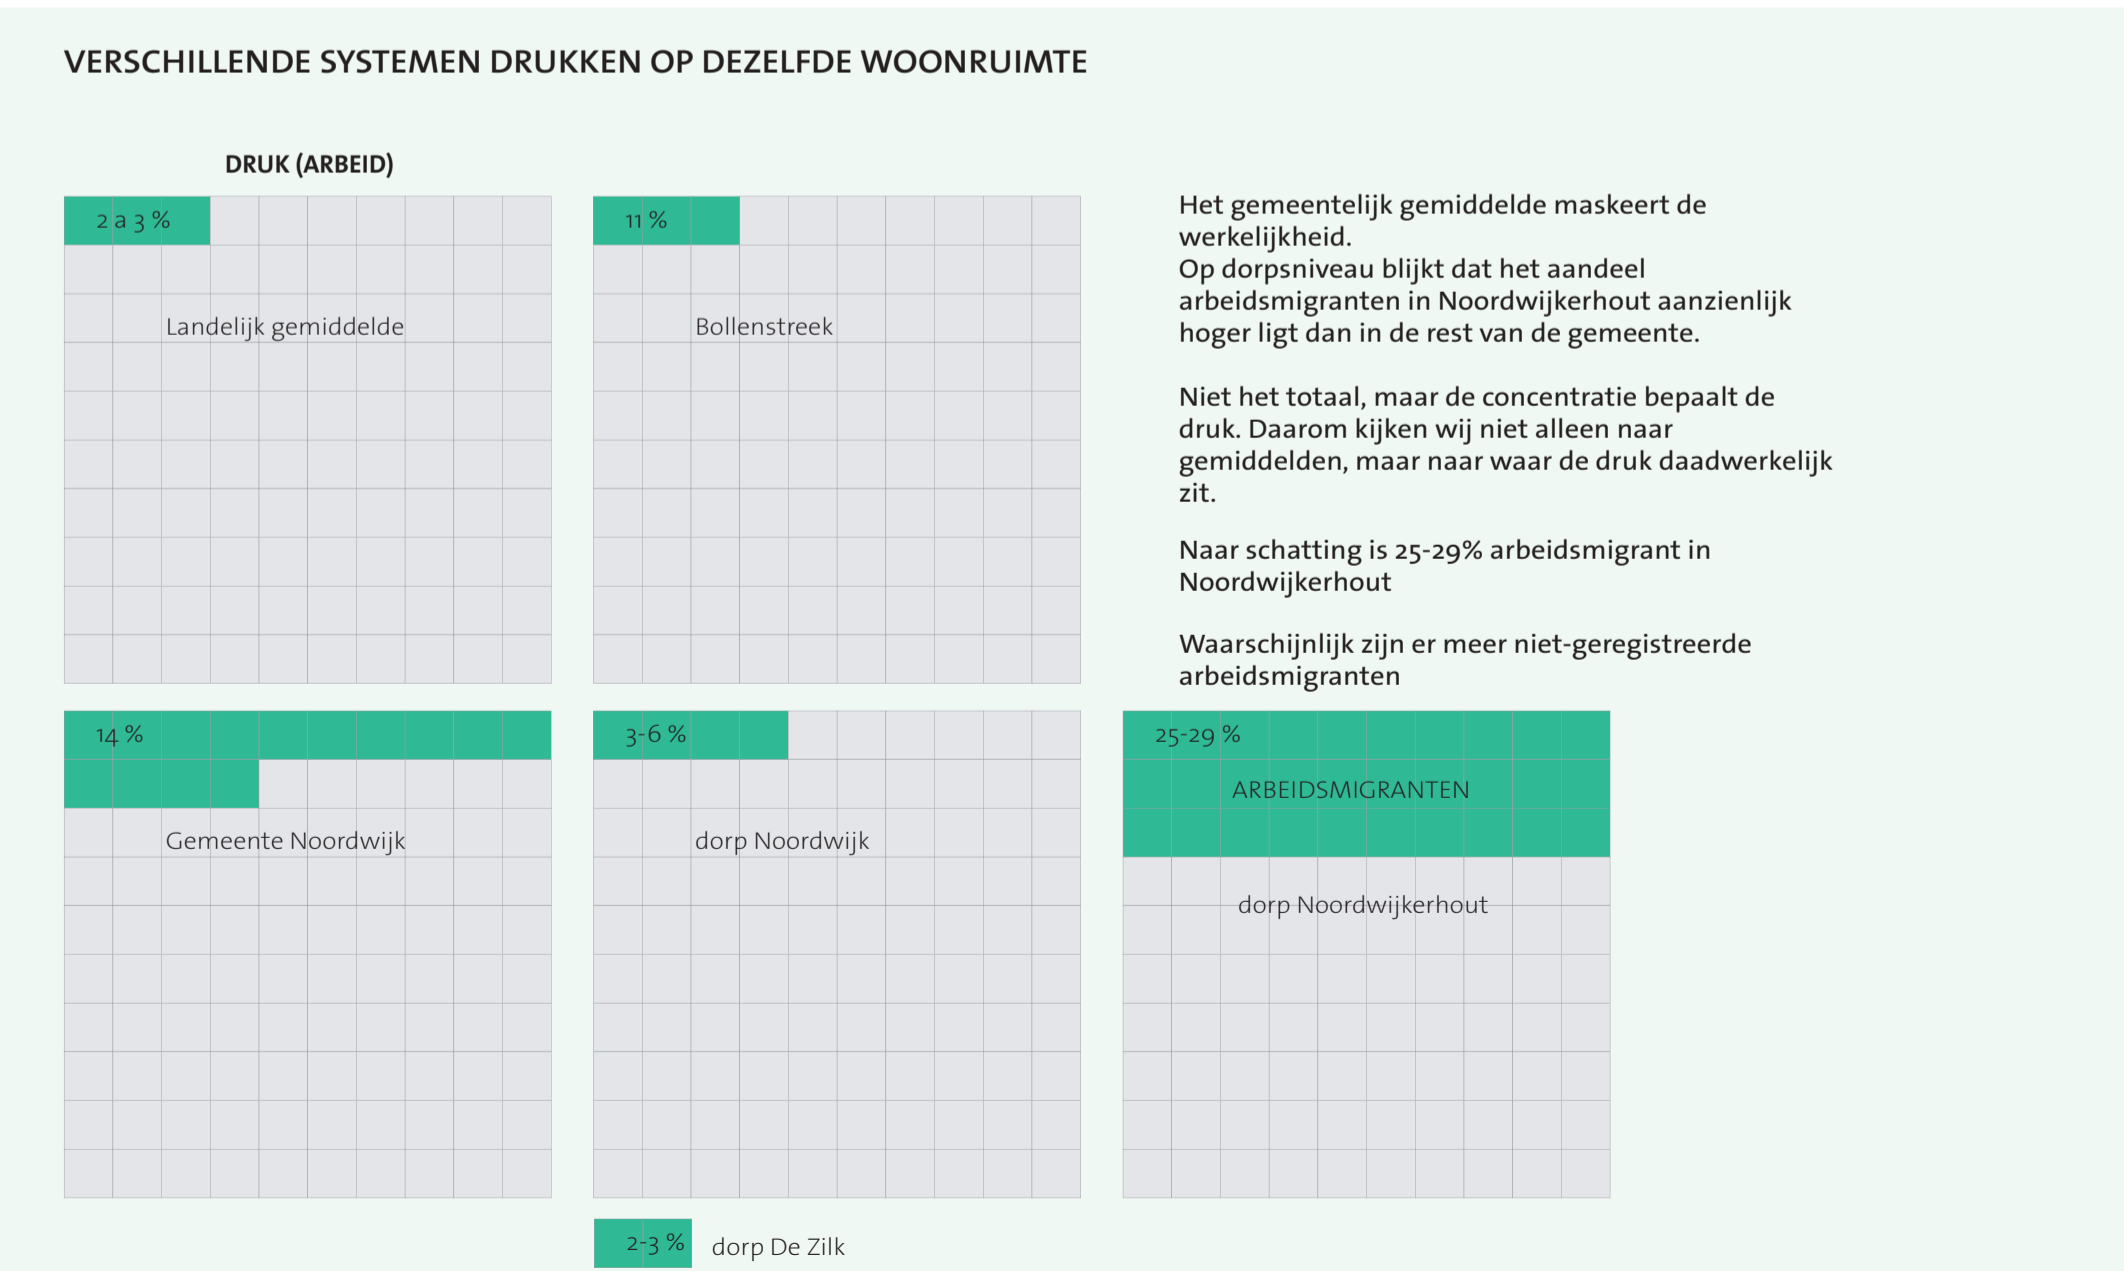 VERSCHILLENDE SYSTEMEN DRUKKEN OP DEZELFDE WOONRUIMTE
DRUK (ARBEID)
2 a 3 %
Landelijk gemiddelde
11 %
Bollenstreek
Het gemeentelijk gemiddelde maskeert de
werkelijkheid.
Op dorpsniveau blijkt dat het aandeel
arbeidsmigranten in Noordwijkerhout aanzienlijk
hoger ligt dan in de rest van de gemeente.
Niet het totaal, maar de concentratie bepaalt de
druk. Daarom kijken wij niet alleen naar
gemiddelden, maar naar waar de druk daadwerkelijk
zit.
Naar schatting is 25-29% arbeidsmigrant in
Noordwijkerhout
Waarschijnlijk zijn er meer niet-geregistreerde
arbeidsmigranten
14 %
Gemeente Noordwijk
3-6 %
dorp Noordwijk
25-29 %
ARBEIDSMIGRANTEN
dorp Noordwijkerhout
2-3 %
dorp De Zilk